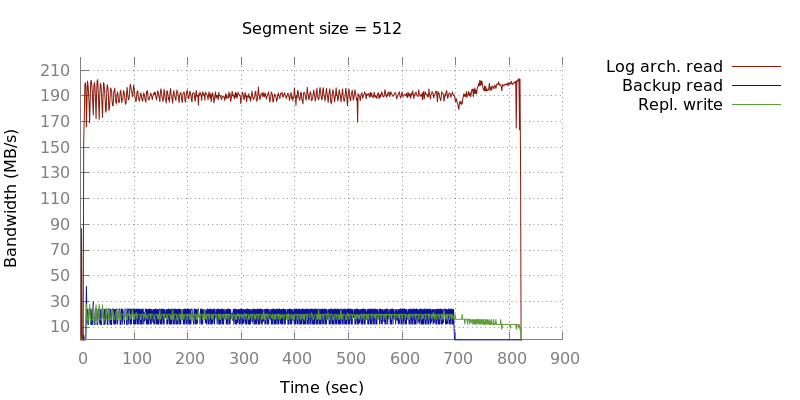 Segment size = 512
Log arch. read
Backup read
Repl. write
Bandwidth (MB/s)
210
190
170
150
130
110
90
70
50
30
10
0 100 200 300 400 500 600 700 800 900
Time (sec)